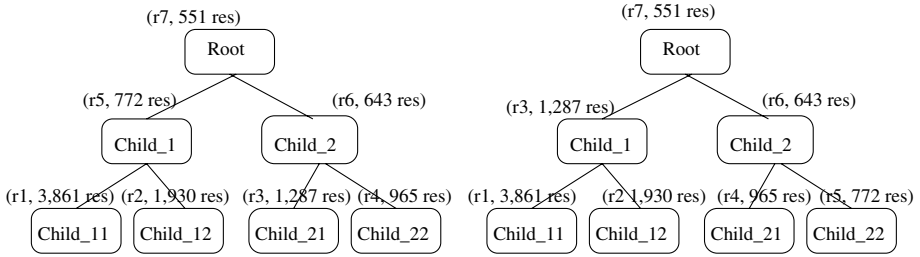 (r7, 551 res)
Root
(r5, 772 res)
(r6, 643 res)
Child_1
Child_2
(r1, 3,861 res)
(r2, 1,930 res)
(r3, 1,287 res)
(r4, 965 res)
Child_11
Child_12
Child_21
Child_22
(r7, 551 res)
Root
(r3, 1,287 res)
(r6, 643 res)
Child_1
Child_2
(r1, 3,861 res)
(r2 1,930 res)
(r4, 965 res)
(r5, 772 res)
Child_11
Child_12
Child_21
Child_22